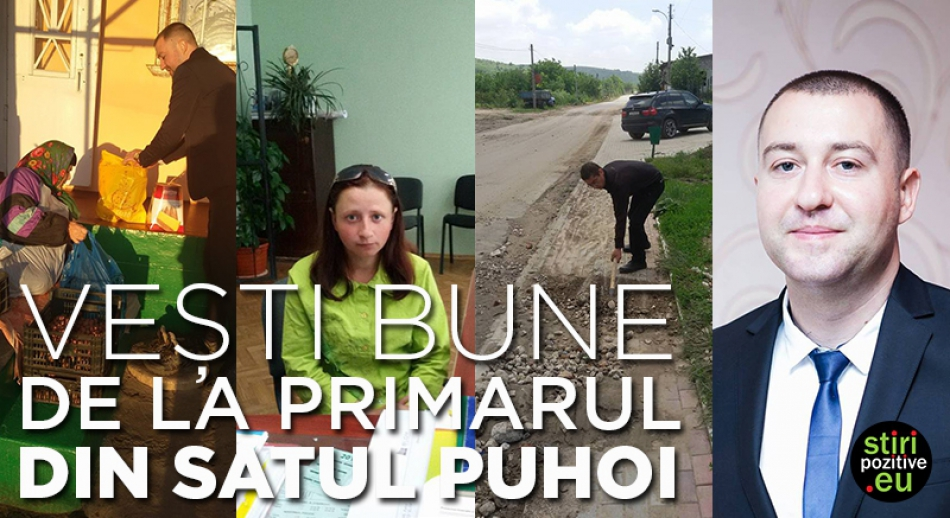 VEȘTI BUNE
DE LA PRIMARUL
DIN SATUL PUHOI
stiri
pozitive
.eu